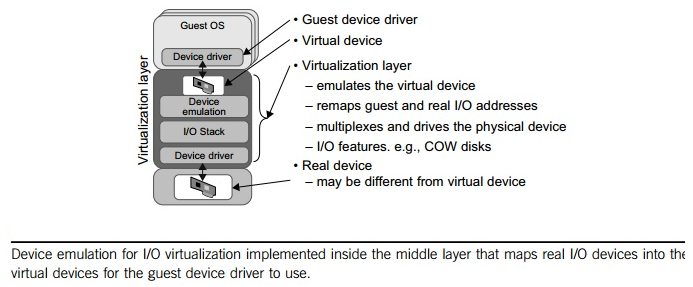 Guest OS
Device driver
Virtualization layer
Device
emulation
I/O Stack
Device driver
• Guest device driver
• Virtual device
• Virtualization layer
– emulates the virtual device
– remaps guest and real I/O addresses
– multiplexes and drives the physical device
– I/O features. e.g., COW disks
• Real device
– may be different from virtual device
Device emulation for I/O virtualization implemented inside the middle layer that maps real I/O devices into the
virtual devices for the guest device driver to use.